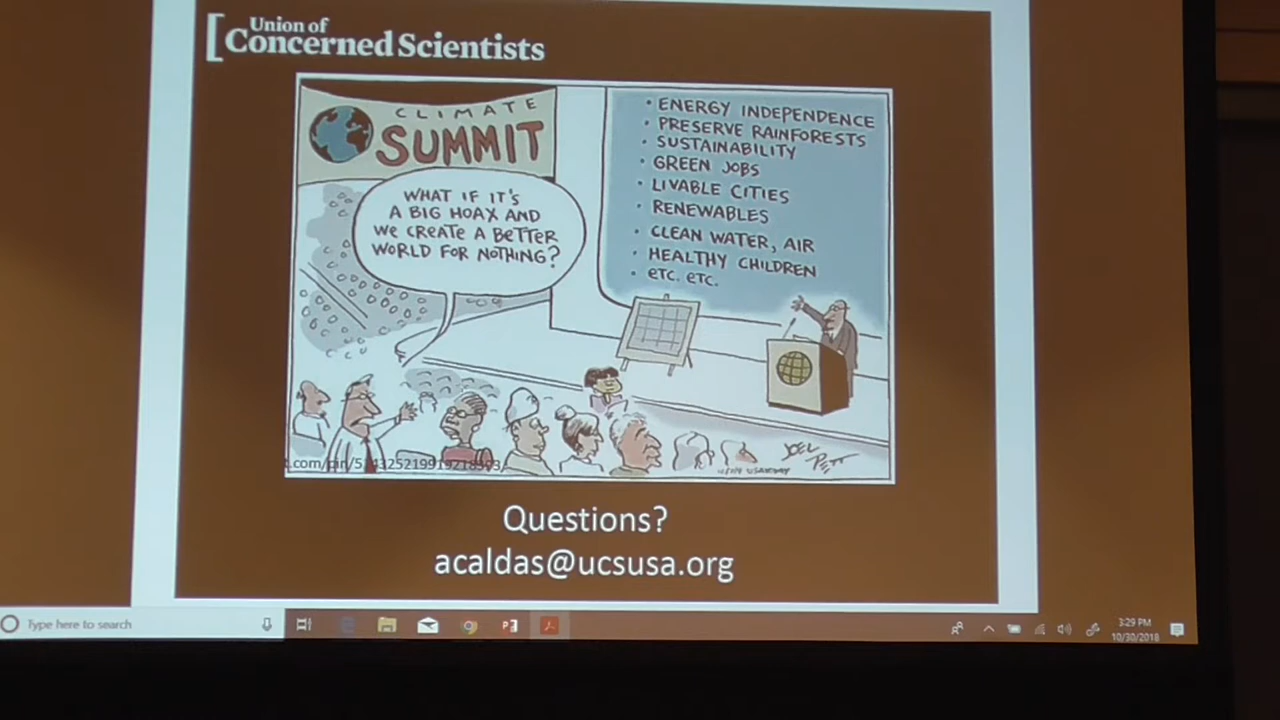 Union of
Concerned Scientists
CLIMATE
SUMMIT
WHAT IF IT'S
A BIG HOAX AND
WE CREATE A BETTER
WORLD FOR NOTHING?
• ENERGY INDEPENDENCE
• PRESERVE RAINFORESTS
• SUSTAINABILITY
• GREEN JOBS
• LIVABLE CITIES
• RENEWABLES
• CLEAN WATER, AIR
• HEALTHY CHILDREN
• ETC. ETC.
JOEL
PETT
Questions?
acaldas@ucsusa.org
Type here to search
3:29 PM
10/30/2018